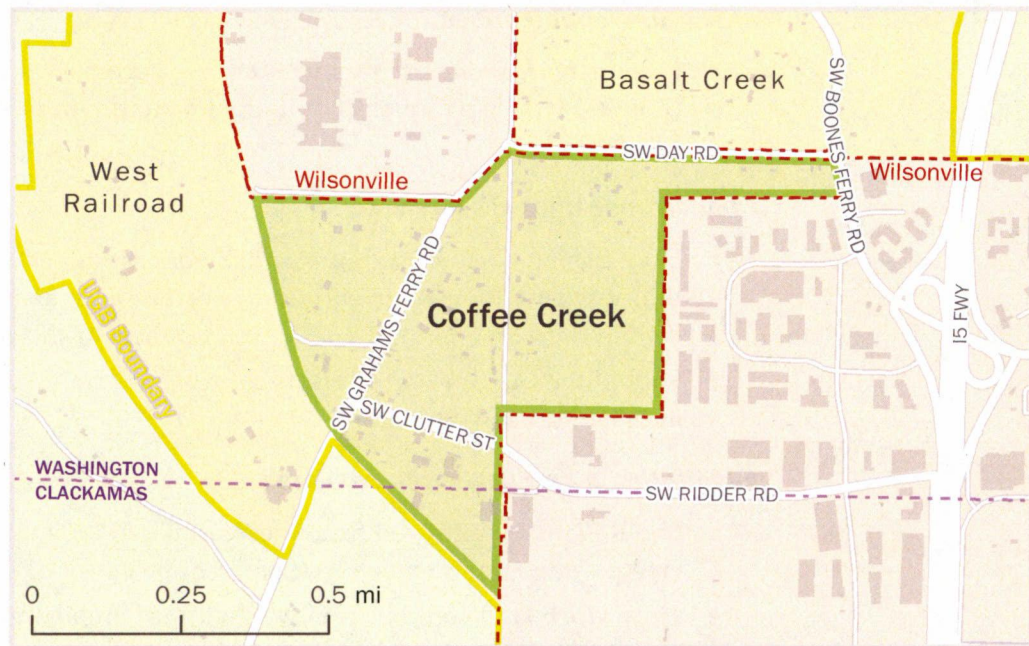 Basalt Creek
SW BOONES FERRY RD
West
Railroad
SW DAY RD
Wilsonville
Wilsonville
SW GRAHAMS FERRY RD
Coffee Creek
I5 FWY
UGB Boundary
SW CLUTTER ST
WASHINGTON
CLACKAMAS
SW RIDDER RD
0 0.25 0.5 mi